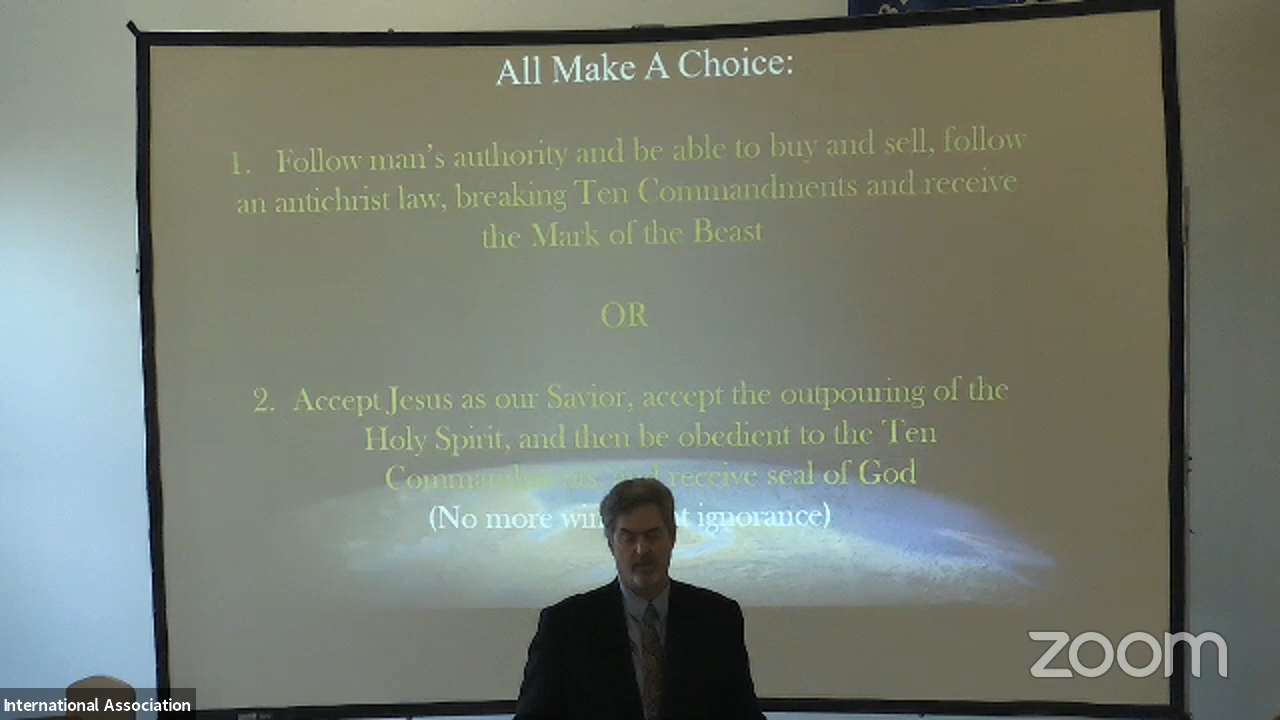 All Make A Choice:
1. Follow man's authority and be able to buy and sell, follow
an antichrist law, breaking Ten Commandments and receive
the Mark of the Beast
OR
2. Accept Jesus as our Savior, accept the outpouring of the
Holy Spirit, and then be obedient to the Ten
Commandments, and receive seal of God
(No more ignorance)
zoom
International Association